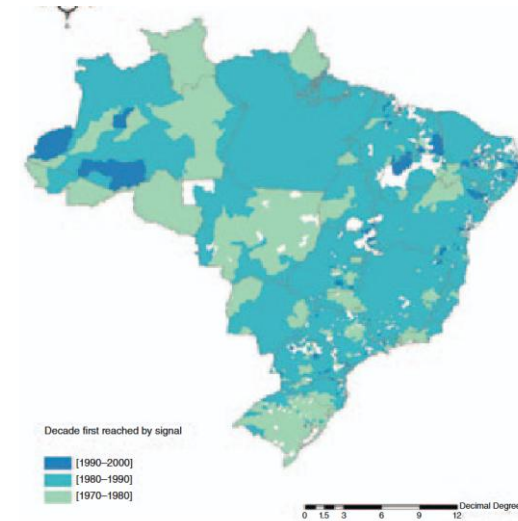 Decade first reached by signal
[1990–2000]
[1980–1990]
[1970–1980]
0 1.5 3 6 9 12 Decimal Degree